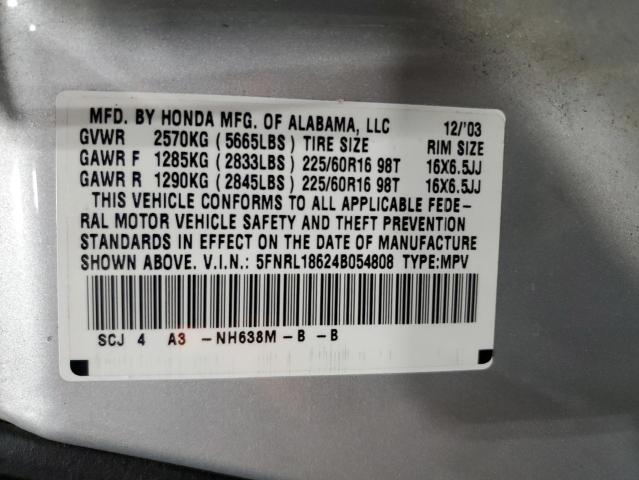 MFD. BY HONDA MFG. OF ALABAMA, LLC 12/'03
GVWR 2570KG (5665LBS) TIRE SIZE RIM SIZE
GAWR F 1285KG (2833LBS) 225/60R16 98T 16X6.5JJ
GAWR R 1290KG (2845LBS) 225/60R16 98T 16X6.5JJ
THIS VEHICLE CONFORMS TO ALL APPLICABLE FEDE-
RAL MOTOR VEHICLE SAFETY AND THEFT PREVENTION
STANDARDS IN EFFECT ON THE DATE OF MANUFACTURE
SHOWN ABOVE. V.I.N.: 5FNRL18624B054808 TYPE:MPV
SCJ 4 A3 -NH638M-B-B